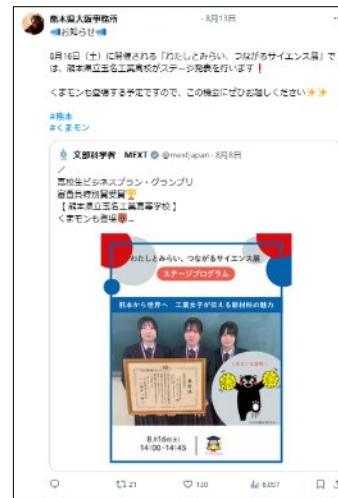 熊本県大阪事務所 · 8月13日
📢お知らせ📢
8月16日(土)に開催される「わたしとみらい、つながるサイエンス展」で
は、熊本県立玉名工業高校がステージ発表を行います❗
くまモンも登場する予定ですので、この機会にぜひお越しください✨✨
#熊本
#くまモン
文部科学省 MEXT @mextjapan · 8月8日
/
高校生ビジネスプラン・グランプリ
審査員特別賞受賞🏆
【 熊本県立玉名工業高等学校 】
くまモンも登場🐻...
わたしとみらい、つながるサイエンス展
ステージプログラム
熊本から世界へ 工業女子が伝える新材料の魅力
くまモンも登場!
8月16日(土)
14:00~14:45
21
130
6,057